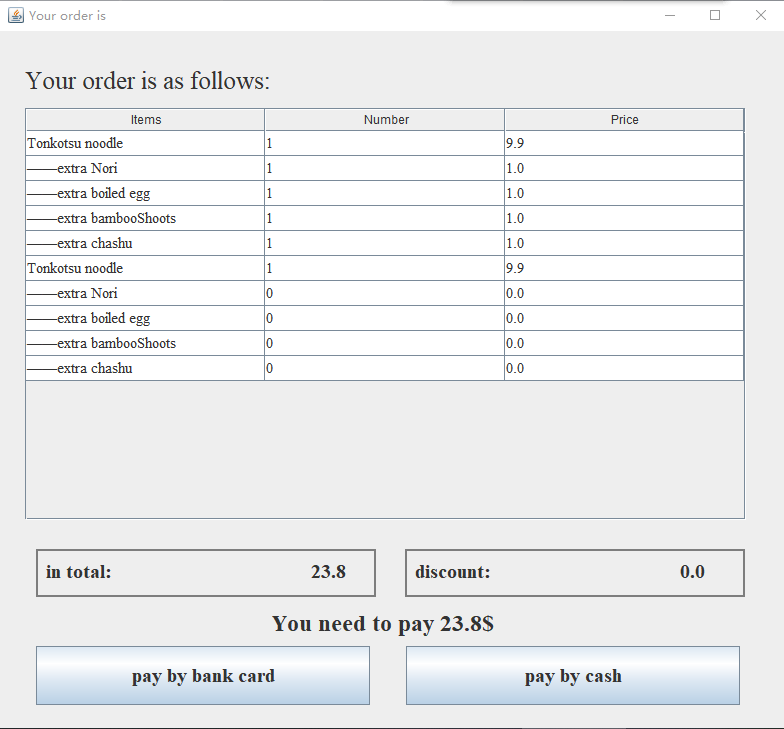 Your order is
Your order is as follows:
Items Number Price
Tonkotsu noodle 1 9.9
——extra Nori 1 1.0
——extra boiled egg 1 1.0
——extra bambooShoots 1 1.0
——extra chashu 1 1.0
Tonkotsu noodle 1 9.9
——extra Nori 0 0.0
——extra boiled egg 0 0.0
——extra bambooShoots 0 0.0
——extra chashu 0 0.0
in total: 23.8 discount: 0.0
You need to pay 23.8$
pay by bank card pay by cash